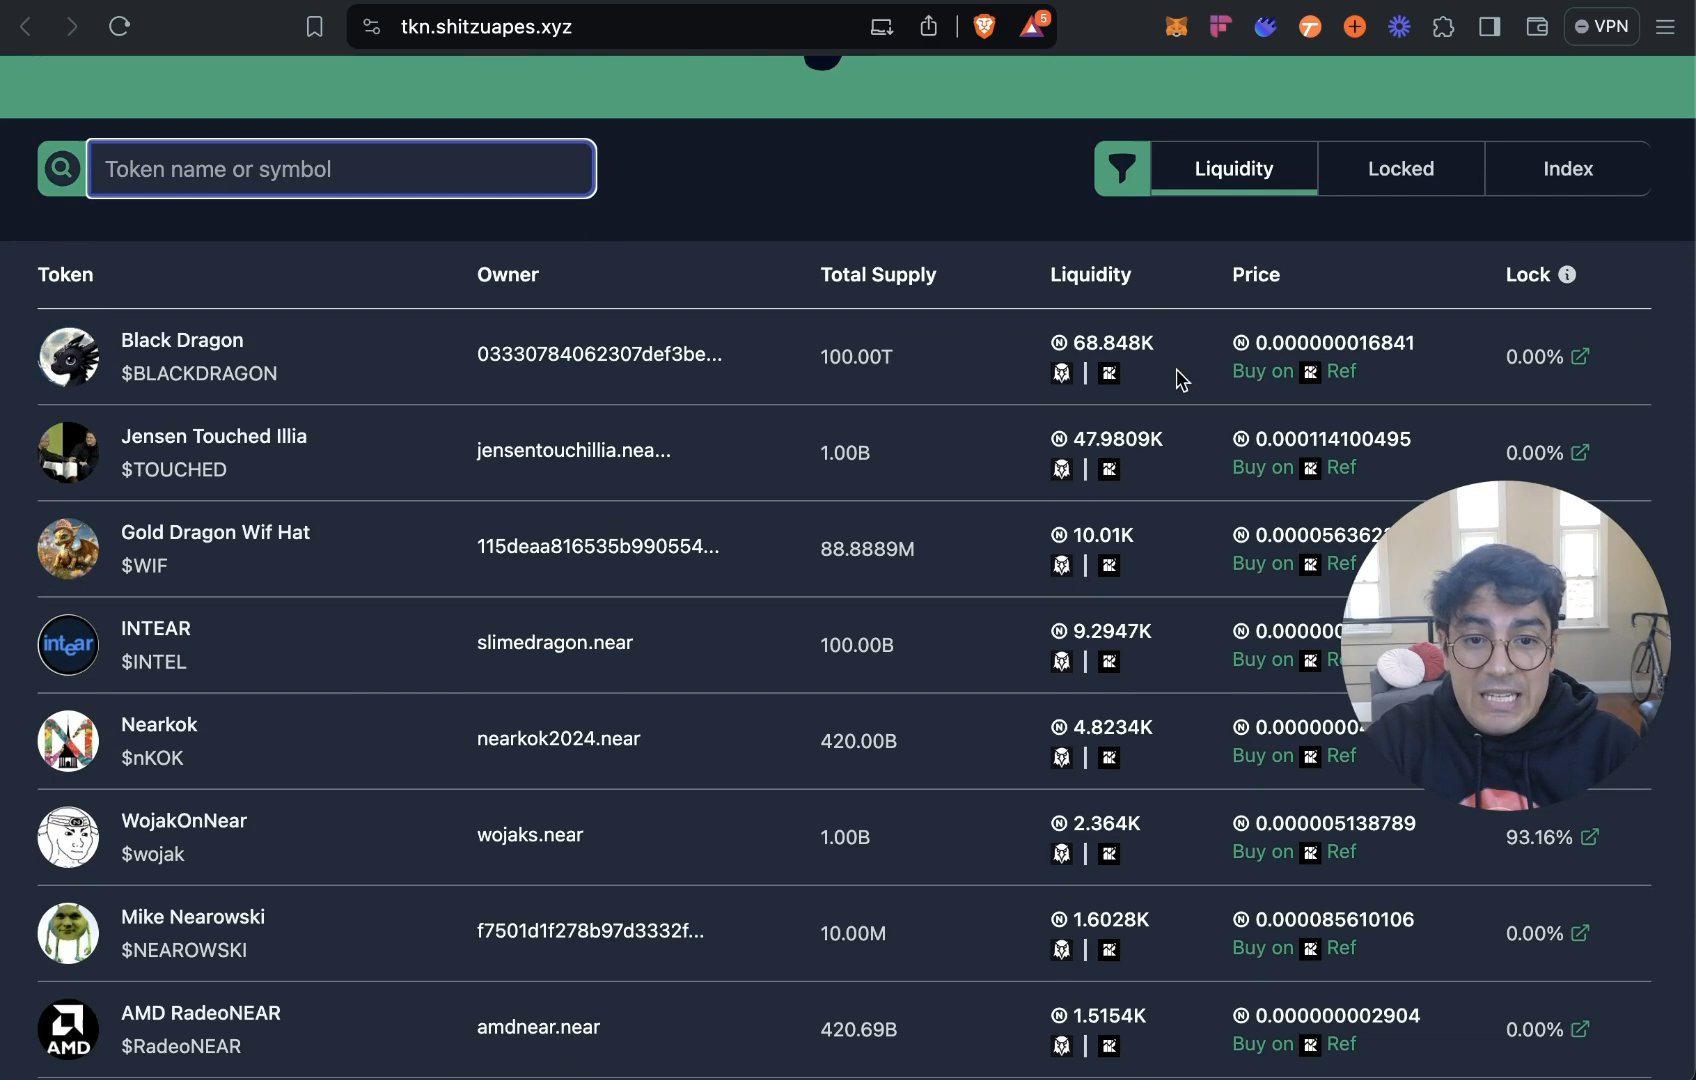 tkn.shitzuapes.xyz
5
VPN
Token name or symbol
Liquidity
Locked
Index
Token
Owner
Total Supply
Liquidity
Price
Lock
Black Dragon
$BLACKDRAGON
03330784062307def3be...
100.00T
68.848K
0.000000016841
Buy on Ref
0.00%
Jensen Touched Illia
$TOUCHED
jensentouchillia.nea...
1.00B
47.9809K
0.000114100495
Buy on Ref
0.00%
Gold Dragon Wif Hat
$WIF
115deaa816535b990554...
88.8889M
10.01K
Buy on Ref
intear
INTEAR
$INTEL
slimedragon.near
100.00B
9.2947K
Buy on
Nearkok
$nKOK
nearkok2024.near
420.00B
4.8234K
Buy on Ref
WojakOnNear
$wojak
wojaks.near
1.00B
2.364K
0.000005138789
Buy on Ref
93.16%
Mike Nearowski
$NEAROWSKI
f7501d1f278b97d3332f...
10.00M
1.6028K
0.000085610106
Buy on Ref
0.00%
AMD
AMD RadeoNEAR
$RadeoNEAR
amdnear.near
420.69B
1.5154K
0.000000002904
Buy on Ref
0.00%